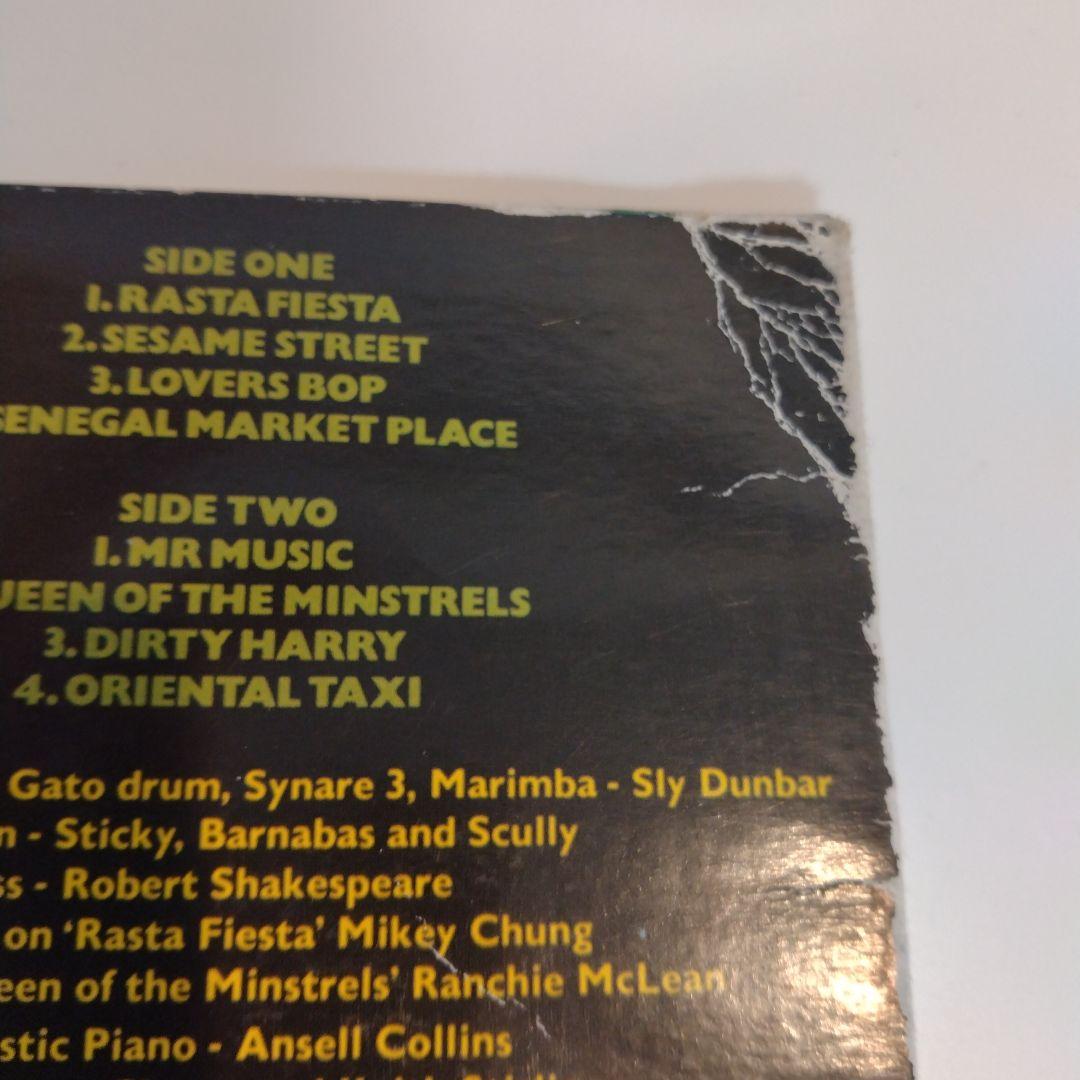 SIDE ONE
1. RASTA FIESTA
2. SESAME STREET
3. LOVERS BOP
SENEGAL MARKET PLACE
SIDE TWO
1. MR MUSIC
UEEN OF THE MINSTRELS
3. DIRTY HARRY
4. ORIENTAL TAXI
Gato drum, Synare 3, Marimba - Sly Dunbar
n - Sticky, Barnabas and Scully
ss - Robert Shakespeare
on ‘Rasta Fiesta’ Mikey Chung
een of the Minstrels’ Ranchie McLean
stic Piano - Ansell Collins